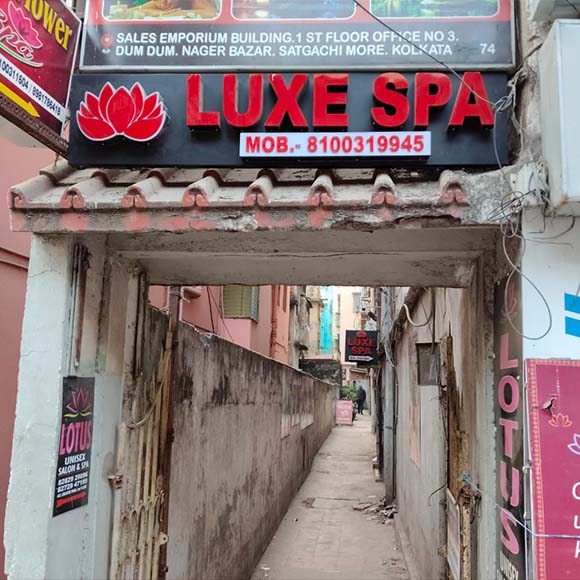 SALES EMPORIUM BUILDING.1 ST FLOOR OFFICE NO 3.
DUM DUM. NAGER BAZAR. SATGACHI MORE. KOLKATA 74
LUXE SPA
MOB.- 8100319945
LUXE
SPA
LOTUS
UNISEX
SALON & SPA
LOTUS